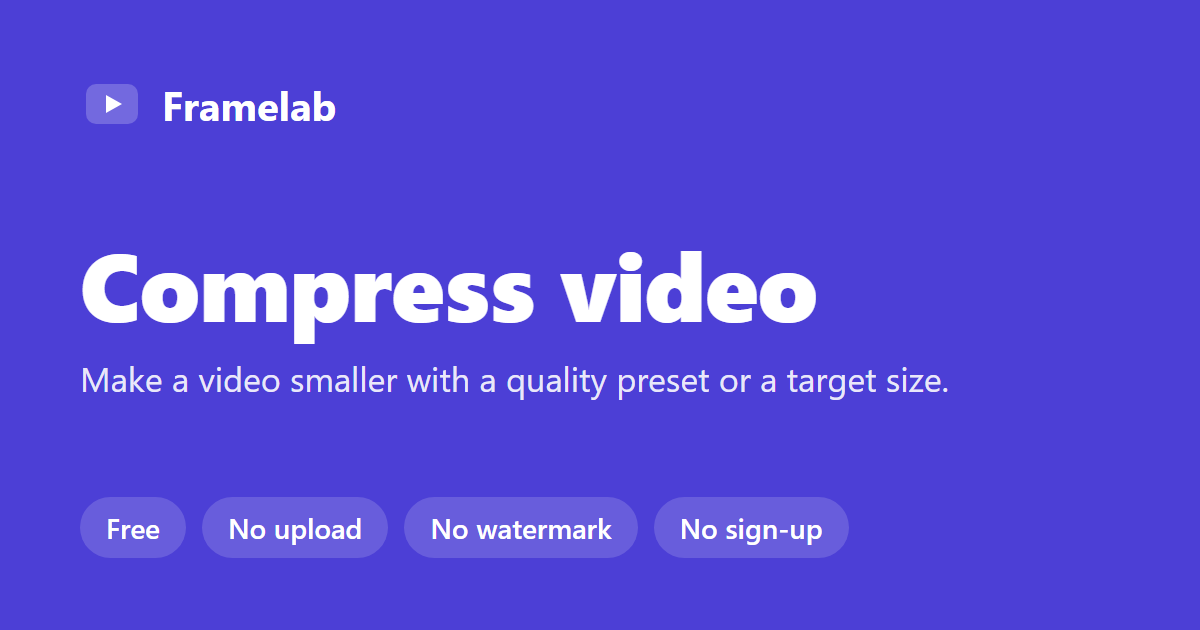 Framelab
Compress video
Make a video smaller with a quality preset or a target size.
Free No upload No watermark No sign-up